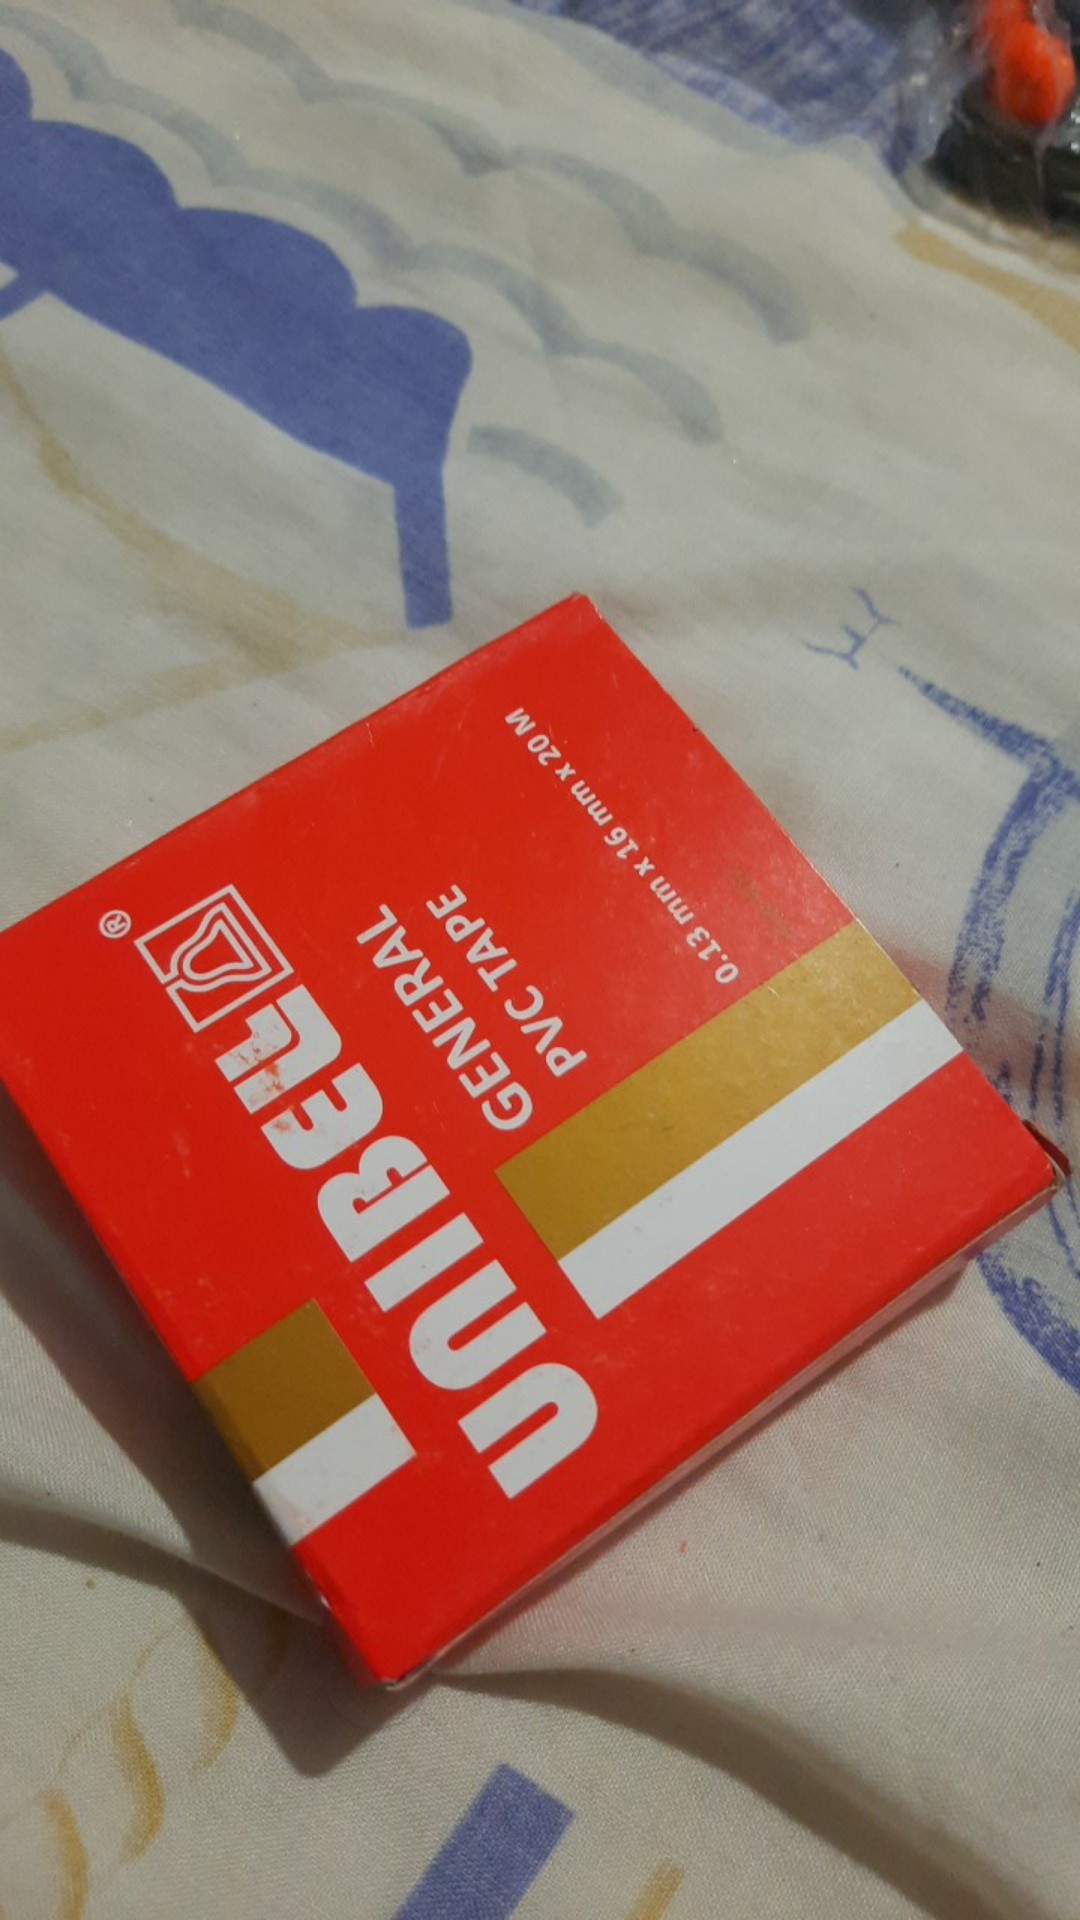 UNIBELL ®
GENERAL
PVC TAPE
0.13 mm x 16 mm x 20 M